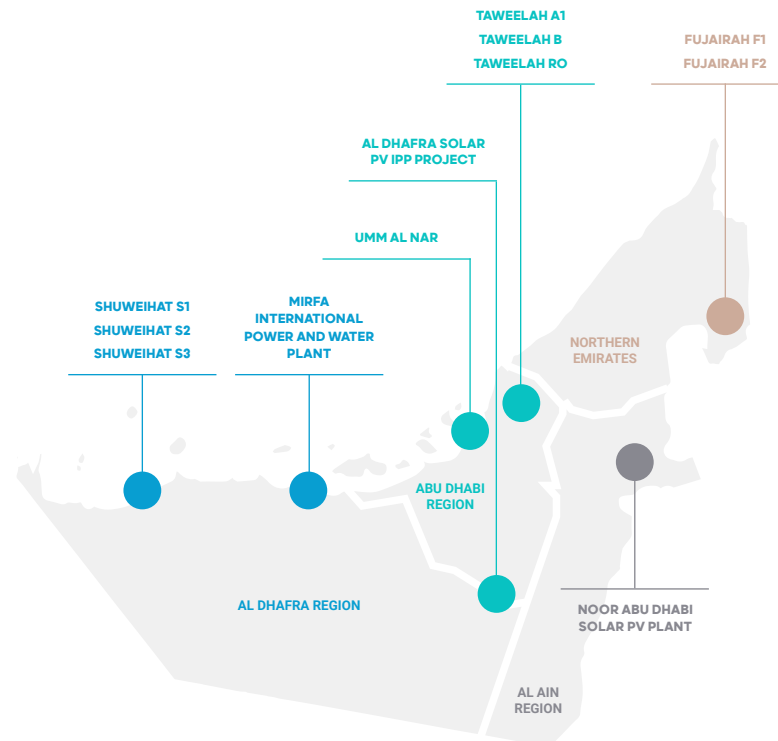 TAWEELAH A1
TAWEELAH B
TAWEELAH RO
FUJAIRAH F1
FUJAIRAH F2
AL DHAFRA SOLAR
PV IPP PROJECT
UMM AL NAR
SHUWEIHAT S1
SHUWEIHAT S2
SHUWEIHAT S3
MIRFA
INTERNATIONAL
POWER AND WATER
PLANT
NORTHERN
EMIRATES
ABU DHABI
REGION
AL DHAFRA REGION
NOOR ABU DHABI
SOLAR PV PLANT
AL AIN
REGION